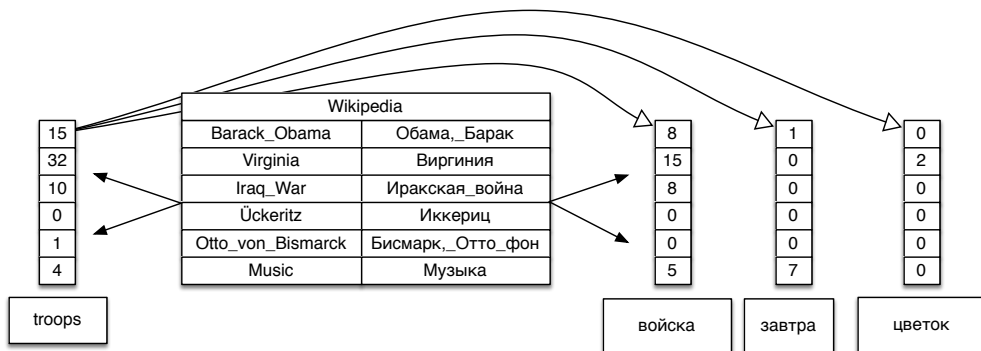 Wikipedia
15 Barack_Obama Обама,_Барак 8 1 0
32 Virginia Виргиния 15 0 2
10 Iraq_War Иракская_война 8 0 0
0 Ückeritz Иккериц 0 0 0
1 Otto_von_Bismarck Бисмарк,_Отто_фон 0 0 0
4 Music Музыка 5 7 0
troops войска завтра цветок